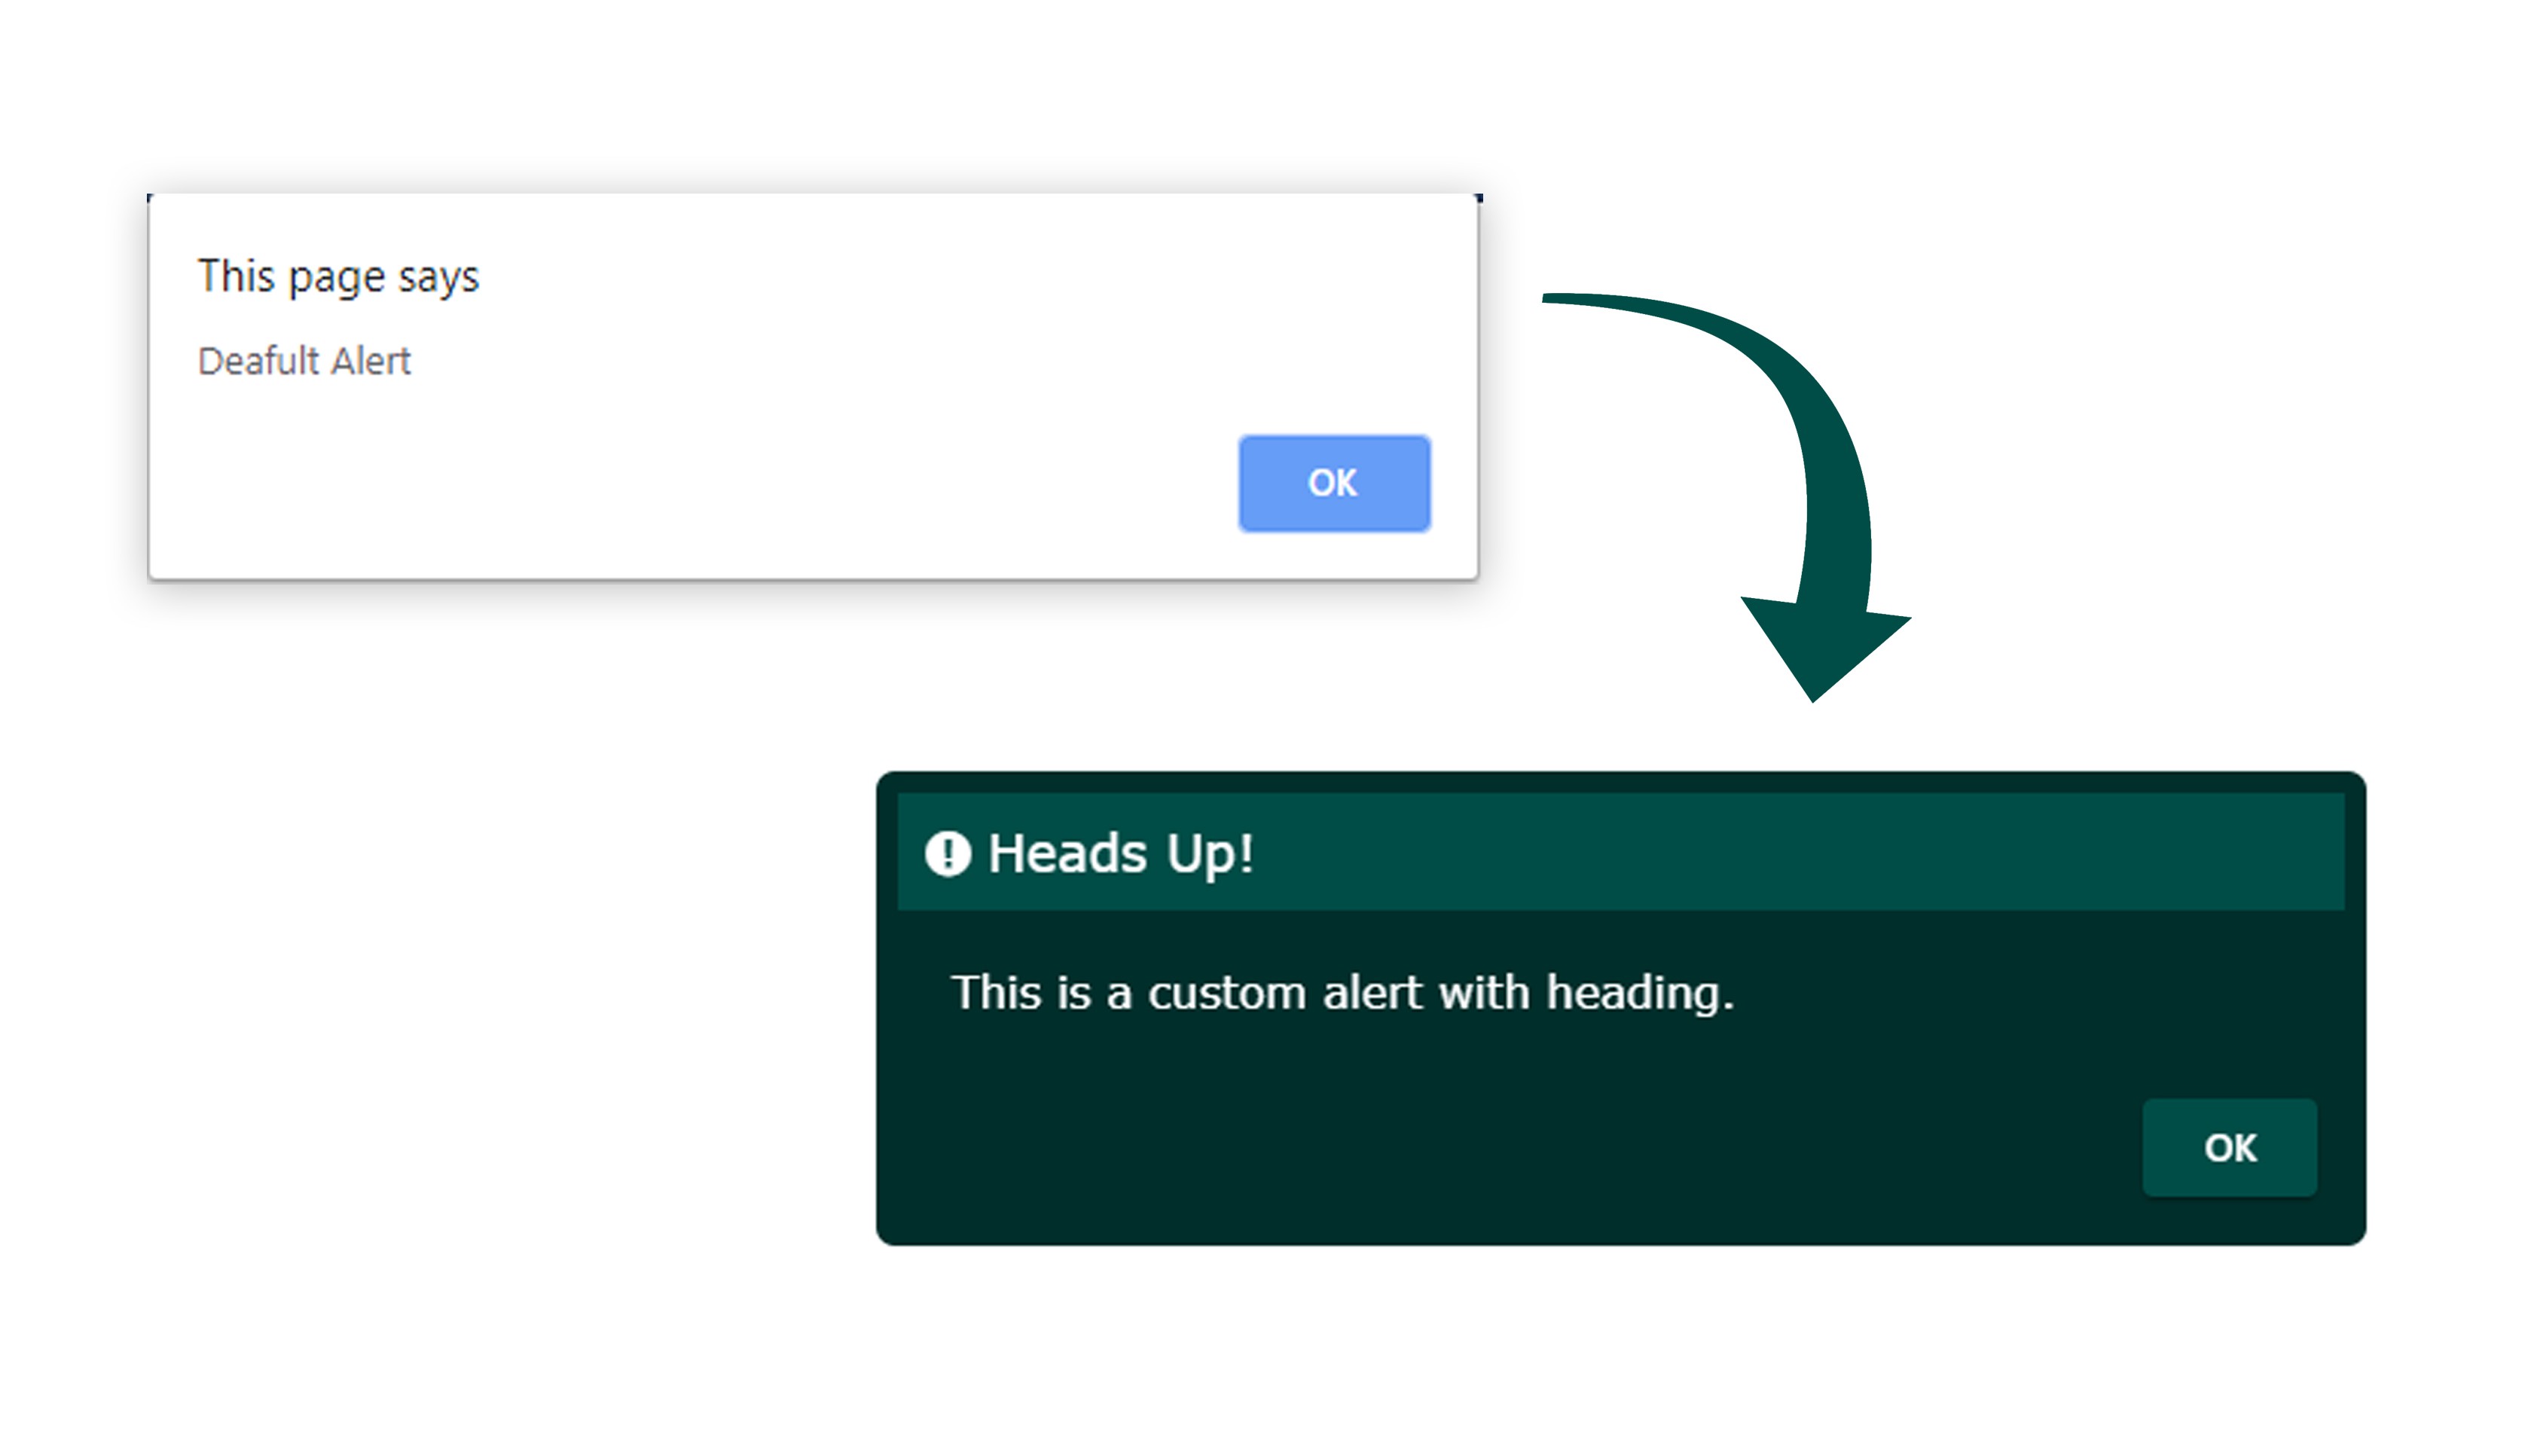 This page says
Deafult Alert
OK
! Heads Up!
This is a custom alert with heading.
OK